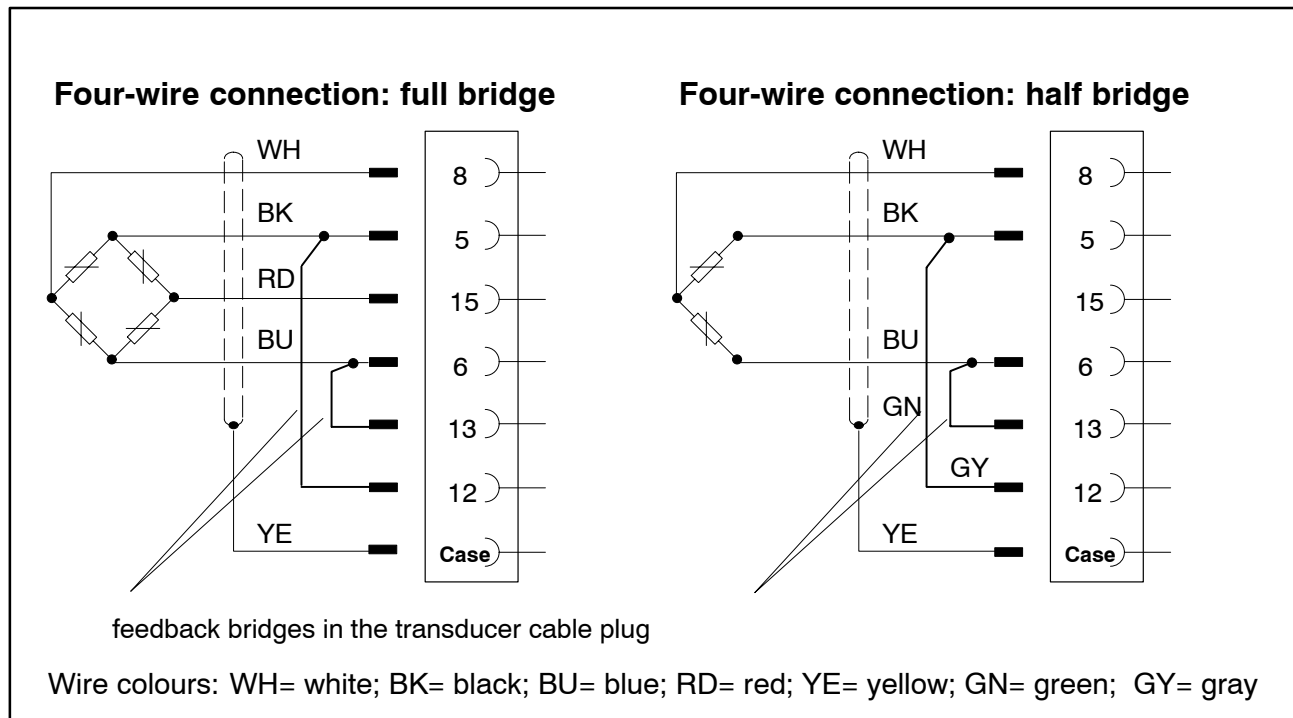 Four-wire connection: full bridge
WH
8
BK
5
RD
15
BU
6
13
12
YE
Case
Four-wire connection: half bridge
WH
8
BK
5
15
BU
6
GN
13
GY
12
YE
Case
feedback bridges in the transducer cable plug
Wire colours: WH= white; BK= black; BU= blue; RD= red; YE= yellow; GN= green; GY= gray